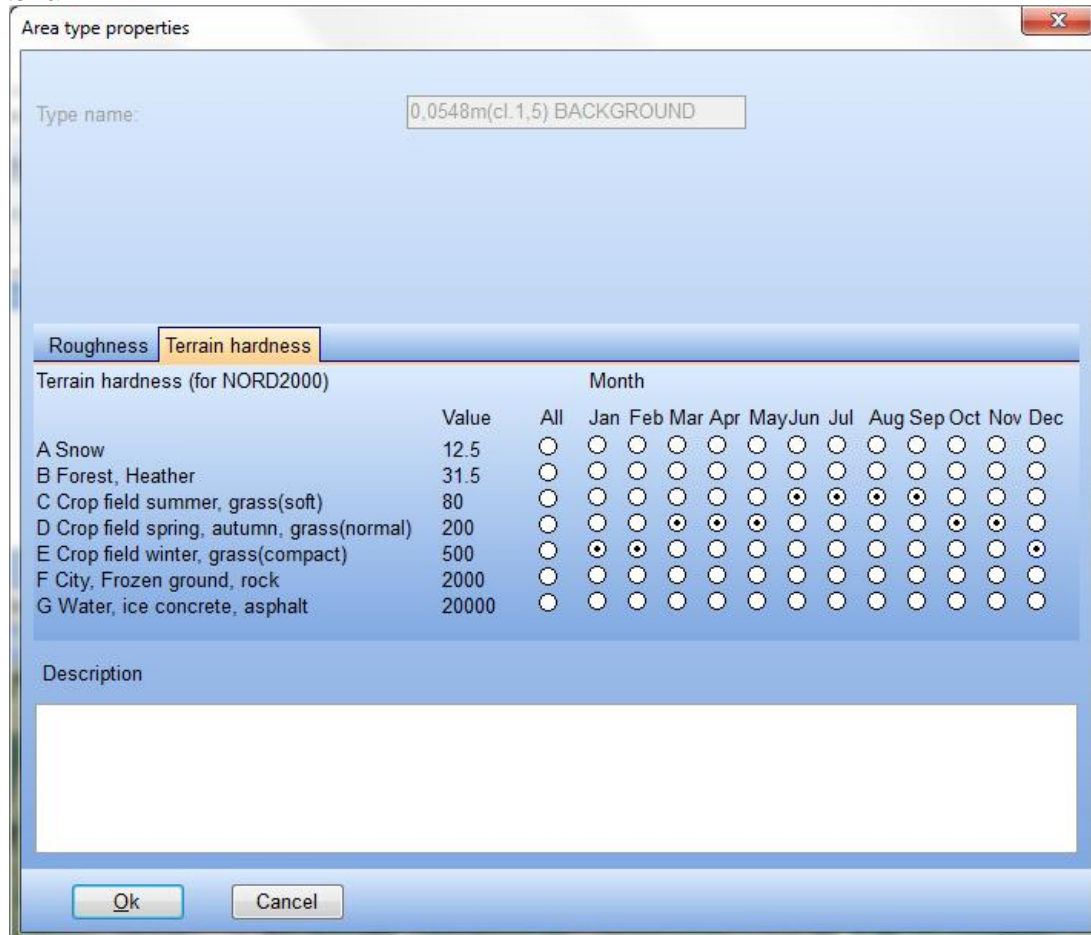 Area type properties
Type name: 0,0548m(cl.1,5) BACKGROUND
Roughness Terrain hardness
Terrain hardness (for NORD2000) Month
Value All Jan Feb Mar Apr May Jun Jul Aug Sep Oct Nov Dec
A Snow 12.5
B Forest, Heather 31.5
C Crop field summer, grass(soft) 80
D Crop field spring, autumn, grass(normal) 200
E Crop field winter, grass(compact) 500
F City, Frozen ground, rock 2000
G Water, ice concrete, asphalt 20000
Description
Ok Cancel